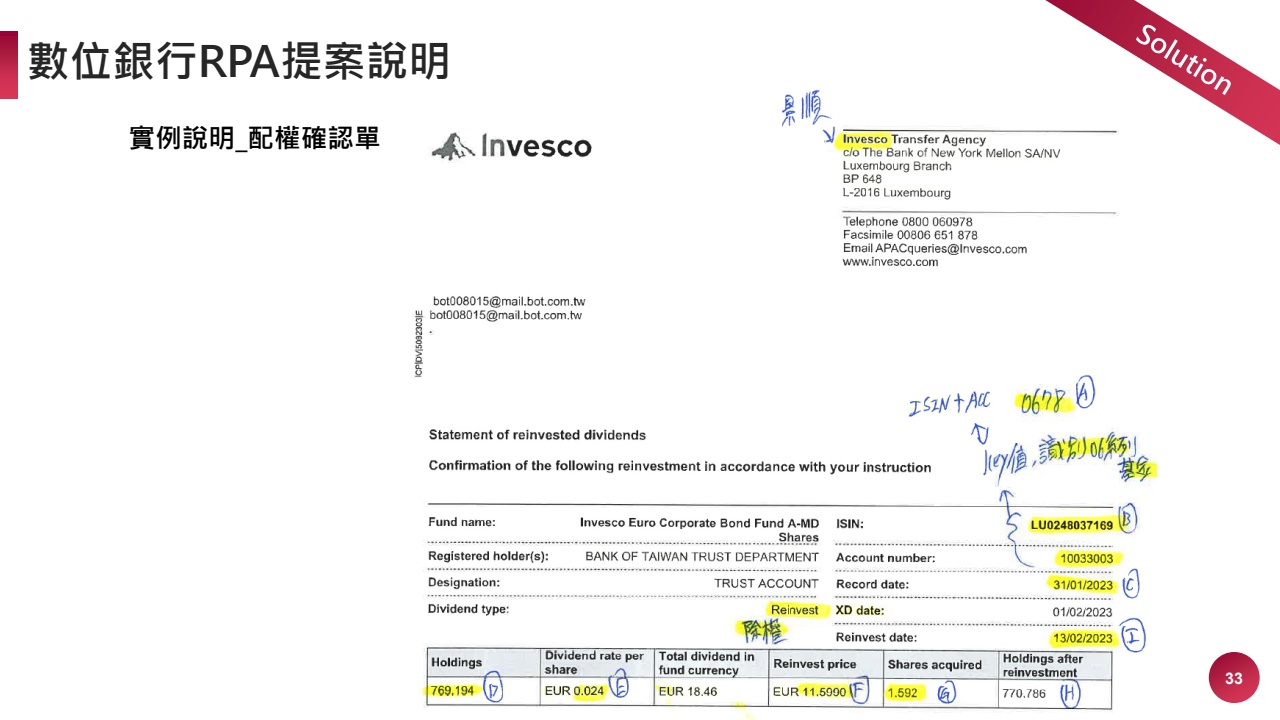 Solution
數位銀行RPA提案說明
實例說明_配權確認單
Invesco
景順
Invesco Transfer Agency
c/o The Bank of New York Mellon SA/NV
Luxembourg Branch
BP 648
L-2016 Luxembourg
Telephone 0800 060978
Facsimile 00806 651 878
Email APACqueries@Invesco.com
www.invesco.com
bot008015@mail.bot.com.tw
bot008015@mail.bot.com.tw
ICP|DV|5082303|E
ISIN+ACC 0678 A
Key值,識別06系列
基金
Statement of reinvested dividends
Confirmation of the following reinvestment in accordance with your instruction
Fund name: Invesco Euro Corporate Bond Fund A-MD Shares
ISIN: LU0248037169 B
Registered holder(s): BANK OF TAIWAN TRUST DEPARTMENT
Account number: 10033003
Designation: TRUST ACCOUNT
Record date: 31/01/2023 C
Dividend type: Reinvest
除權
XD date: 01/02/2023
Reinvest date: 13/02/2023 I
Holdings Dividend rate per share Total dividend in fund currency Reinvest price Shares acquired Holdings after reinvestment
769.194 D EUR 0.024 E EUR 18.46 EUR 11.5990 F 1.592 G 770.786 H
33